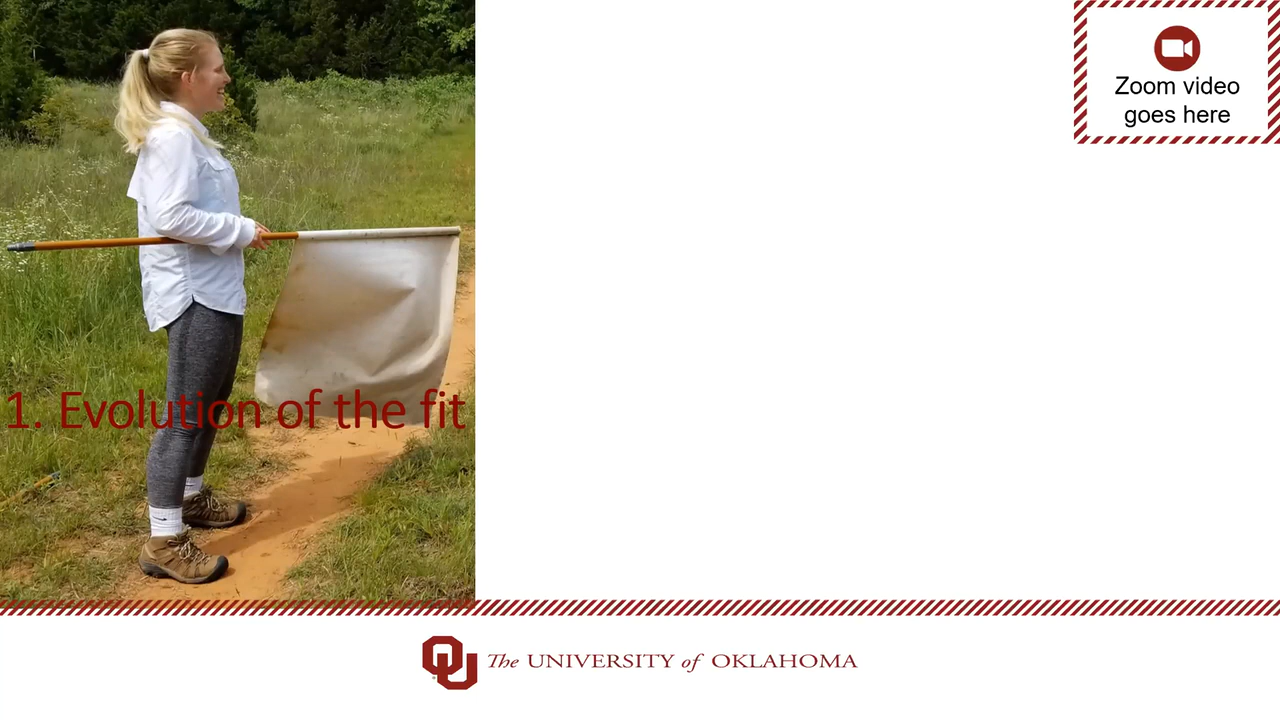 Zoom video
goes here
1. Evolution of the fit
The UNIVERSITY of OKLAHOMA